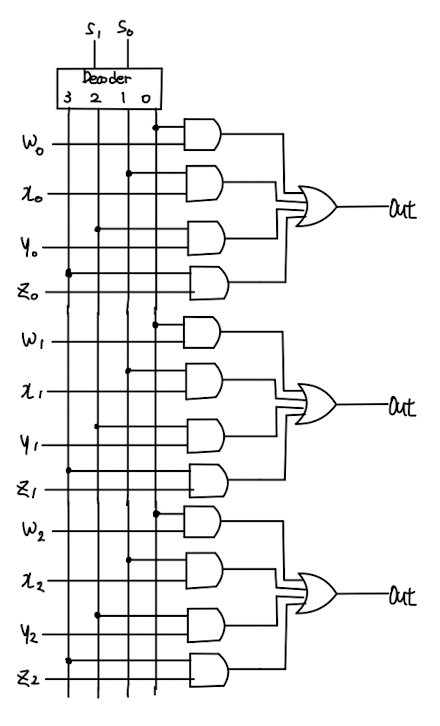 S1 S0
Decoder
3 2 1 0
W0
x0
Out
Y0
Z0
W1
x1
Out
Y1
Z1
W2
x2
Out
Y2
Z2